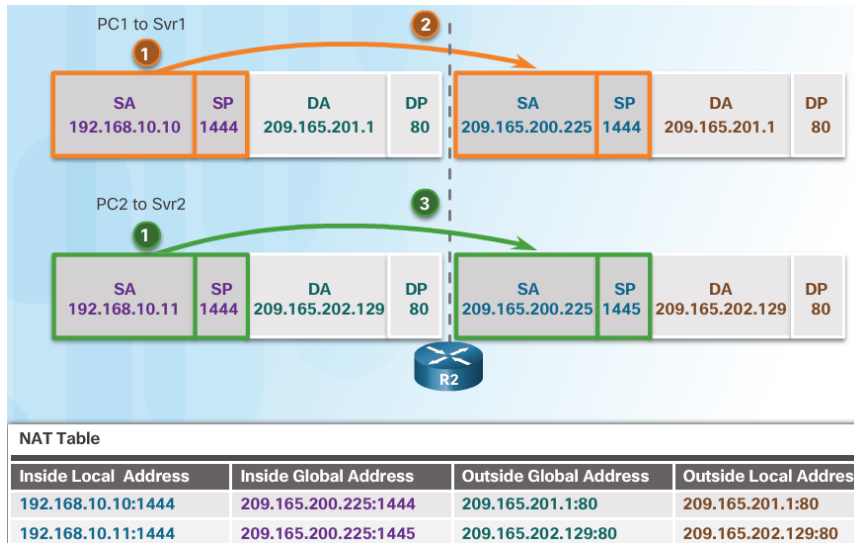 PC1 to Svr1
1
2
SA SP DA DP SA SP DA DP
192.168.10.10 1444 209.165.201.1 80 209.165.200.225 1444 209.165.201.1 80
PC2 to Svr2
1
3
SA SP DA DP SA SP DA DP
192.168.10.11 1444 209.165.202.129 80 209.165.200.225 1445 209.165.202.129 80
R2
NAT Table
Inside Local Address Inside Global Address Outside Global Address Outside Local Addres
192.168.10.10:1444 209.165.200.225:1444 209.165.201.1:80 209.165.201.1:80
192.168.10.11:1444 209.165.200.225:1445 209.165.202.129:80 209.165.202.129:80